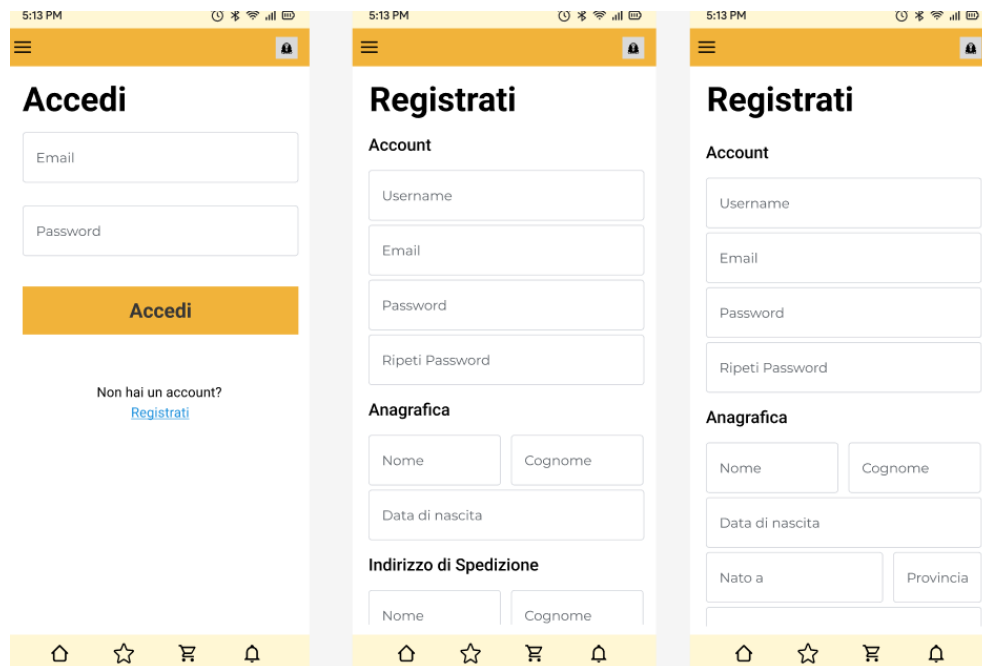 5:13 PM
Accedi
Email
Password
Accedi
Non hai un account?
Registrati
5:13 PM
Registrati
Account
Username
Email
Password
Ripeti Password
Anagrafica
Nome Cognome
Data di nascita
Indirizzo di Spedizione
Nome Cognome
5:13 PM
Registrati
Account
Username
Email
Password
Ripeti Password
Anagrafica
Nome Cognome
Data di nascita
Nato a Provincia